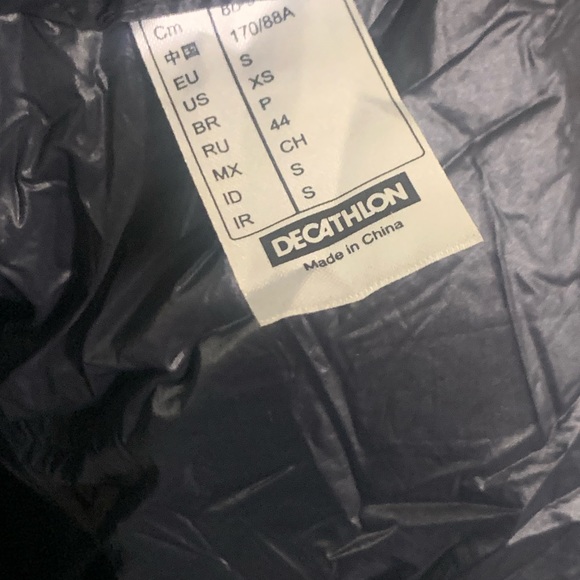 Cm
中国 170/88A
EU S
US XS
BR P
RU 44
MX CH
ID S
IR S
DECATHLON
Made in China